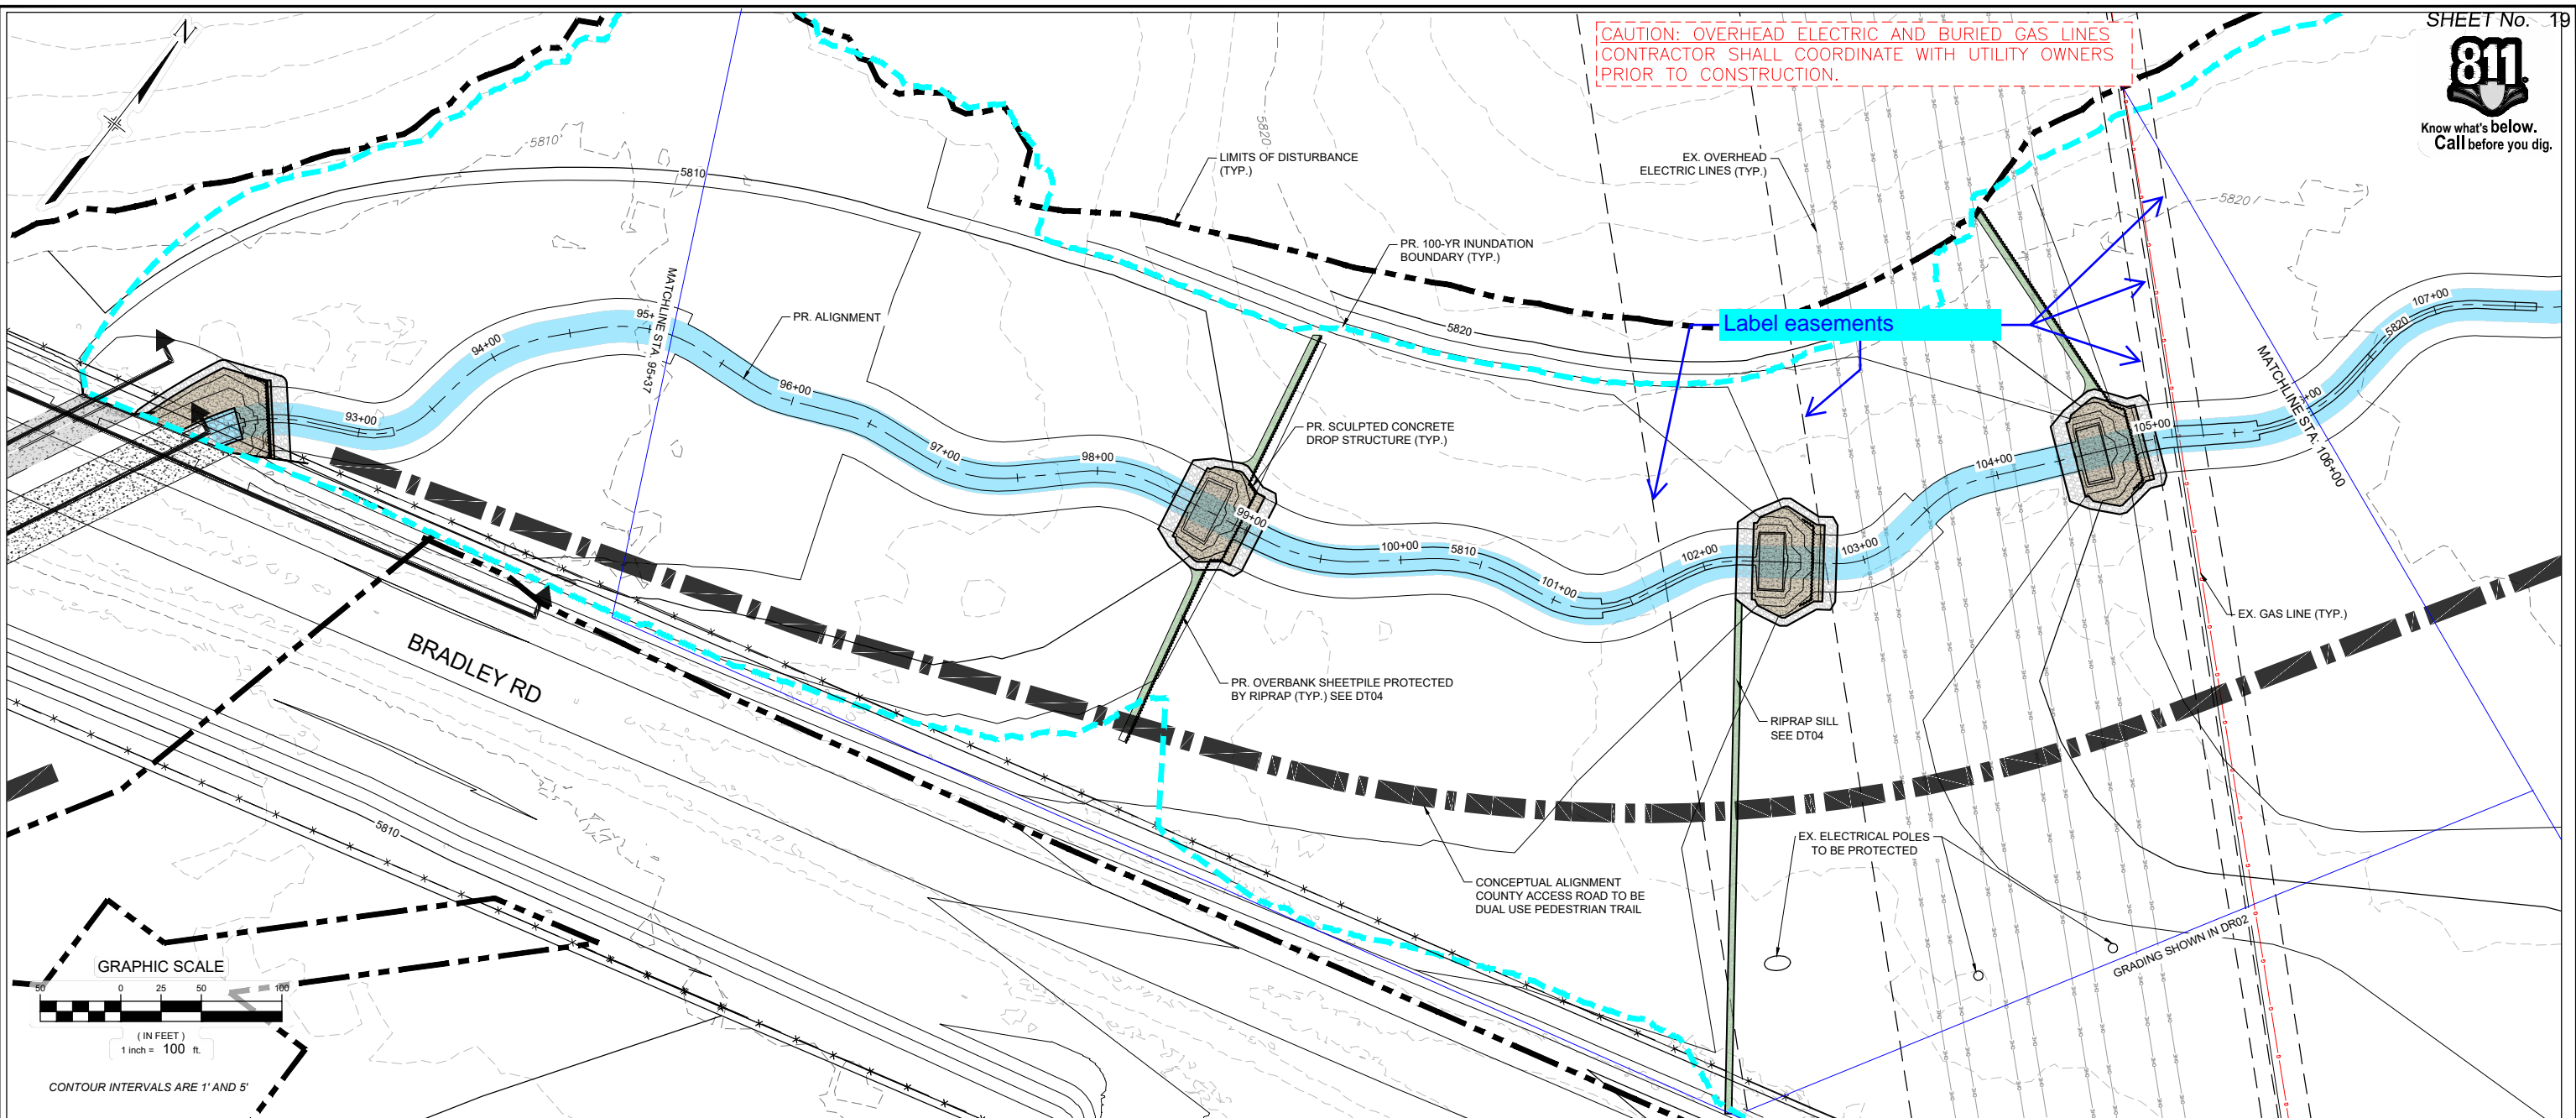 SHEET No. 19
CAUTION: OVERHEAD ELECTRIC AND BURIED GAS LINES
CONTRACTOR SHALL COORDINATE WITH UTILITY OWNERS
PRIOR TO CONSTRUCTION.
811
Know what's below.
Call before you dig.
N
5810
5810
5820
LIMITS OF DISTURBANCE
(TYP.)
EX. OVERHEAD
ELECTRIC LINES (TYP.)
5820
PR. 100-YR INUNDATION
BOUNDARY (TYP.)
Label easements
5820
PR. ALIGNMENT
MATCHLINE STA: 95+37
MATCHLINE STA: 106+00
93+00
94+00
95+
96+00
97+00
98+00
99+00
100+00
5810
101+00
102+00
103+00
104+00
105+00
+00
5820
107+00
PR. SCULPTED CONCRETE
DROP STRUCTURE (TYP.)
EX. GAS LINE (TYP.)
BRADLEY RD
PR. OVERBANK SHEETPILE PROTECTED
BY RIPRAP (TYP.) SEE DT04
RIPRAP SILL
SEE DT04
5810
EX. ELECTRICAL POLES
TO BE PROTECTED
CONCEPTUAL ALIGNMENT
COUNTY ACCESS ROAD TO BE
DUAL USE PEDESTRIAN TRAIL
GRADING SHOWN IN DR02
GRAPHIC SCALE
50 0 25 50 100
( IN FEET )
1 inch = 100 ft.
CONTOUR INTERVALS ARE 1' AND 5'